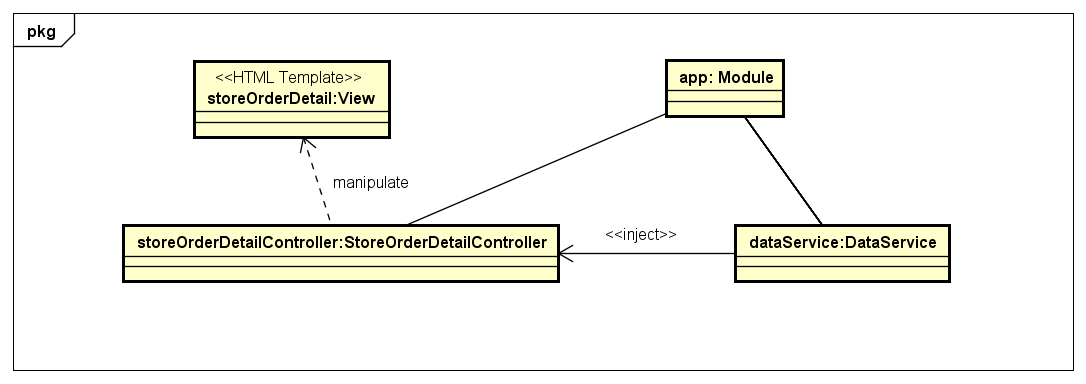 pkg
<<HTML Template>>
storeOrderDetail:View
app: Module
manipulate
storeOrderDetailController:StoreOrderDetailController
<<inject>>
dataService:DataService